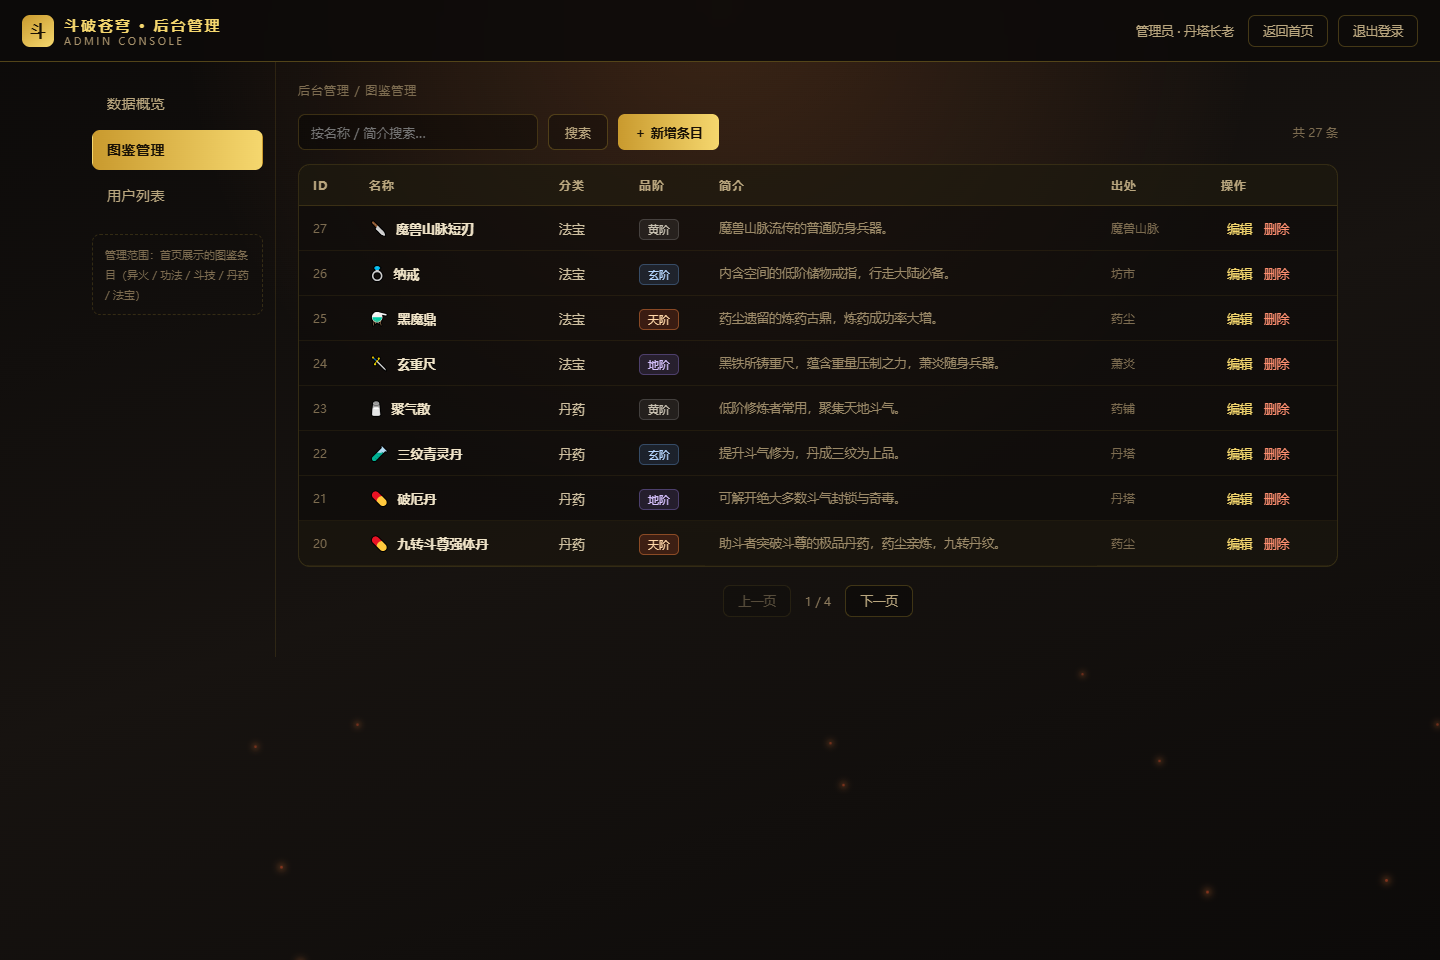 斗 斗破苍穹 • 后台管理
ADMIN CONSOLE
管理员 · 丹塔长老 返回首页 退出登录
数据概览
图鉴管理
用户列表
管理范围：首页展示的图鉴条
目（异火 / 功法 / 斗技 / 丹药
/ 法宝）
后台管理 / 图鉴管理
按名称 / 简介搜索... 搜索 + 新增条目 共 27 条
ID 名称 分类 品阶 简介 出处 操作
27 魔兽山脉短刃 法宝 黄阶 魔兽山脉流传的普通防身兵器。 魔兽山脉 编辑 删除
26 纳戒 法宝 玄阶 内含空间的低阶储物戒指，行走大陆必备。 坊市 编辑 删除
25 黑魔鼎 法宝 天阶 药尘遗留的炼药古鼎，炼药成功率大增。 药尘 编辑 删除
24 玄重尺 法宝 地阶 黑铁所铸重尺，蕴含重量压制之力，萧炎随身兵器。 萧炎 编辑 删除
23 聚气散 丹药 黄阶 低阶修炼者常用，聚集天地斗气。 药铺 编辑 删除
22 三纹青灵丹 丹药 玄阶 提升斗气修为，丹成三纹为上品。 丹塔 编辑 删除
21 破厄丹 丹药 地阶 可解开绝大多数斗气封锁与奇毒。 丹塔 编辑 删除
20 九转斗尊强体丹 丹药 天阶 助斗者突破斗尊的极品丹药，药尘亲炼，九转丹纹。 药尘 编辑 删除
上一页 1 / 4 下一页